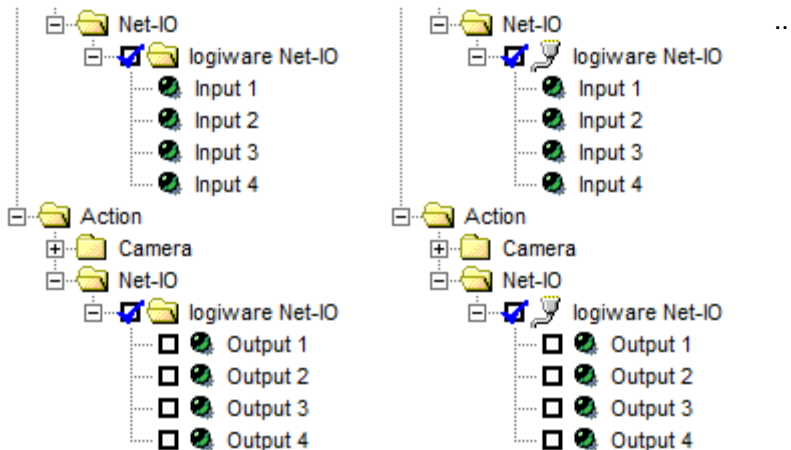 Net-IO Net-IO ..
logiware Net-IO logiware Net-IO
Input 1 Input 1
Input 2 Input 2
Input 3 Input 3
Input 4 Input 4
Action Action
Camera Camera
Net-IO Net-IO
logiware Net-IO logiware Net-IO
Output 1 Output 1
Output 2 Output 2
Output 3 Output 3
Output 4 Output 4